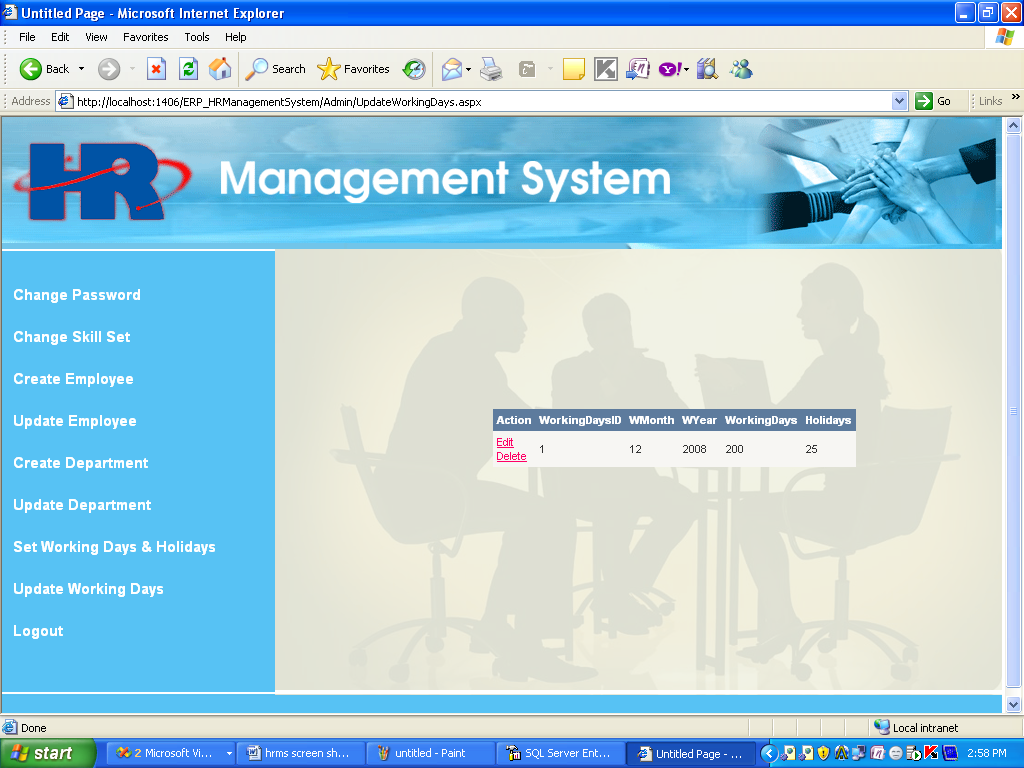 Untitled Page - Microsoft Internet Explorer
File Edit View Favorites Tools Help
Back Search Favorites
Address http://localhost:1406/ERP_HRManagementSystem/Admin/UpdateWorkingDays.aspx Go Links »
HR Management System
Change Password
Change Skill Set
Create Employee
Update Employee
Create Department
Update Department
Set Working Days & Holidays
Update Working Days
Logout
Action WorkingDaysID WMonth WYear WorkingDays Holidays
Edit
Delete 1 12 2008 200 25
Done Local intranet
start 2 Microsoft Vi... hrms screen sh... untitled - Paint SQL Server Ent... Untitled Page - ... 2:58 PM